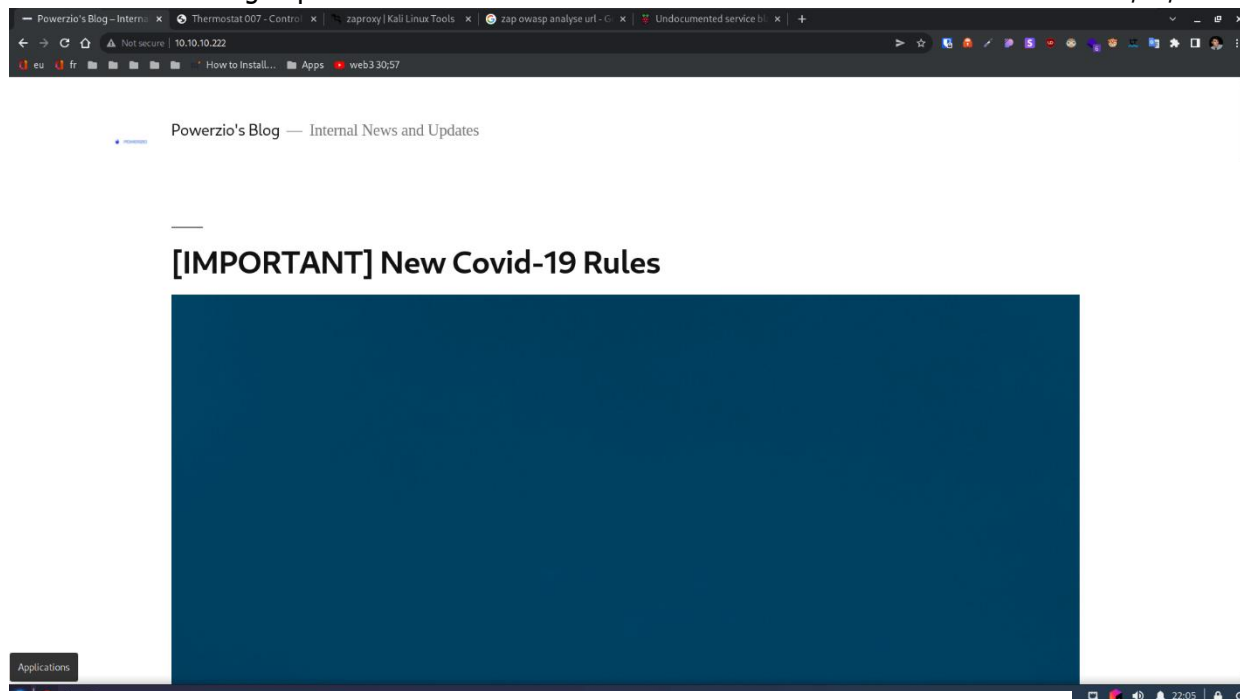 Powerzio's Blog – Interna
Thermostat 007 - Control
zaproxy | Kali Linux Tools
zap owasp analyse url - G
Undocumented service bl
Not secure | 10.10.10.222
eu
fr
How to Install...
Apps
web3 30;57
Powerzio's Blog — Internal News and Updates
[IMPORTANT] New Covid-19 Rules
Applications
22:05